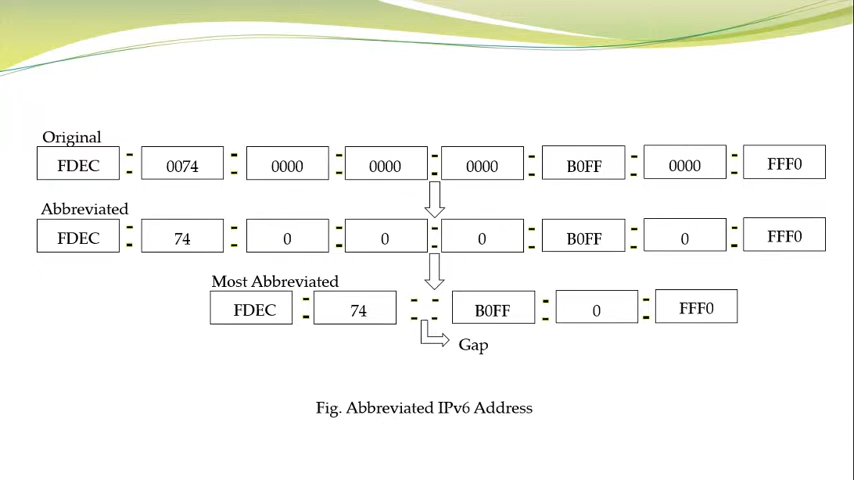 Original
FDEC : 0074 : 0000 : 0000 : 0000 : B0FF : 0000 : FFF0
Abbreviated
FDEC : 74 : 0 : 0 : 0 : B0FF : 0 : FFF0
Most Abbreviated
FDEC : 74 : : B0FF : 0 : FFF0
Gap
Fig. Abbreviated IPv6 Address